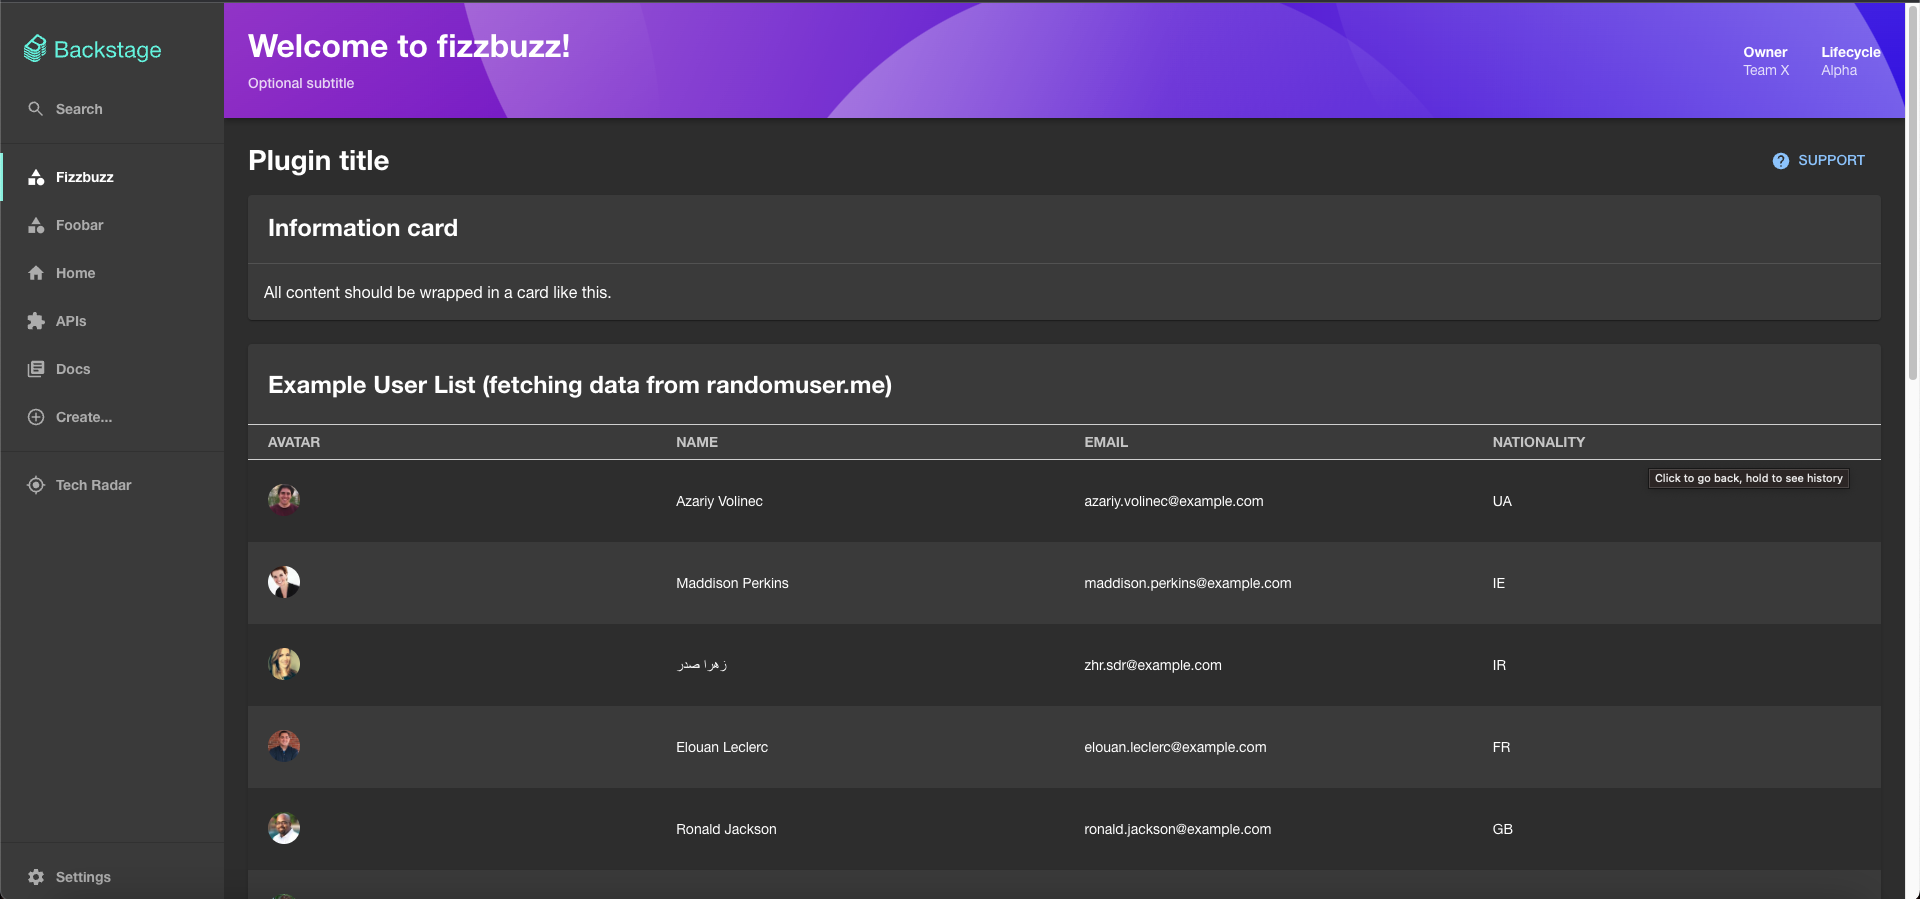 Backstage
Search
Fizzbuzz
Foobar
Home
APIs
Docs
Create...
Tech Radar
Settings
Welcome to fizzbuzz!
Optional subtitle
Owner
Team X
Lifecycle
Alpha
Plugin title
SUPPORT
Information card
All content should be wrapped in a card like this.
Example User List (fetching data from randomuser.me)
AVATAR NAME EMAIL NATIONALITY
Click to go back, hold to see history
Azariy Volinec azariy.volinec@example.com UA
Maddison Perkins maddison.perkins@example.com IE
زهرا صدر zhr.sdr@example.com IR
Elouan Leclerc elouan.leclerc@example.com FR
Ronald Jackson ronald.jackson@example.com GB